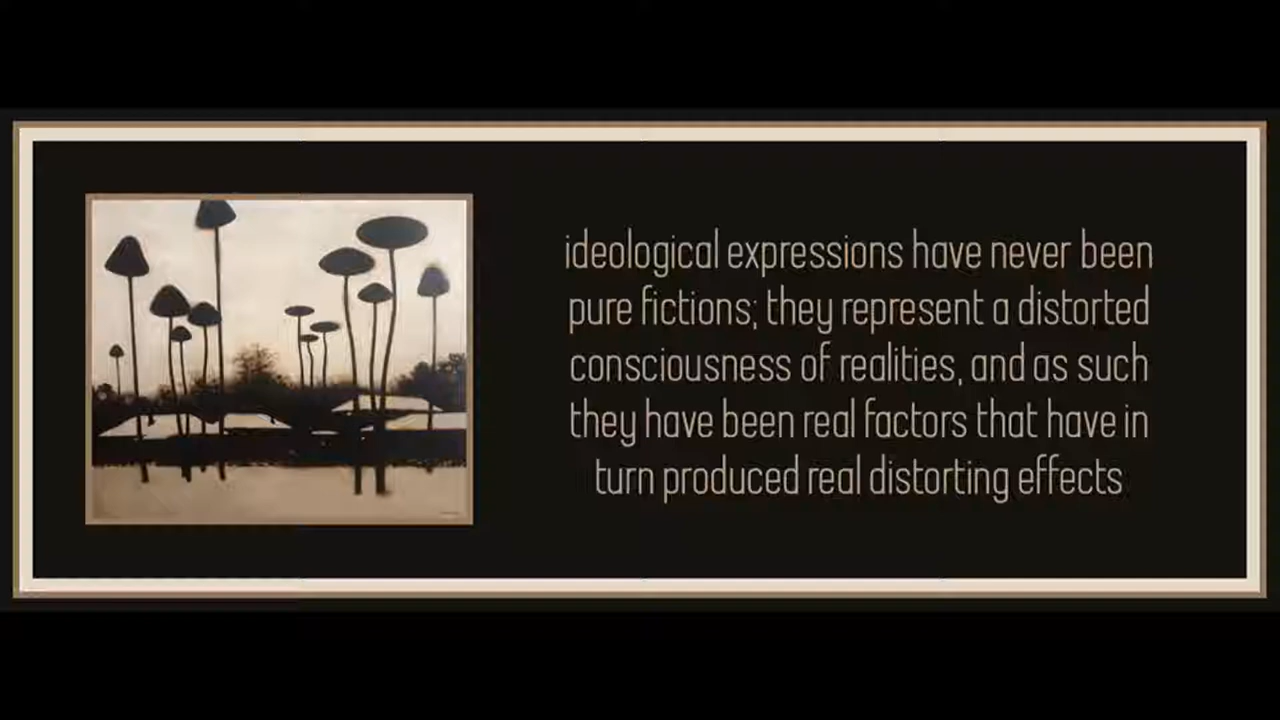 ideological expressions have never been
pure fictions; they represent a distorted
consciousness of realities, and as such
they have been real factors that have in
turn produced real distorting effects